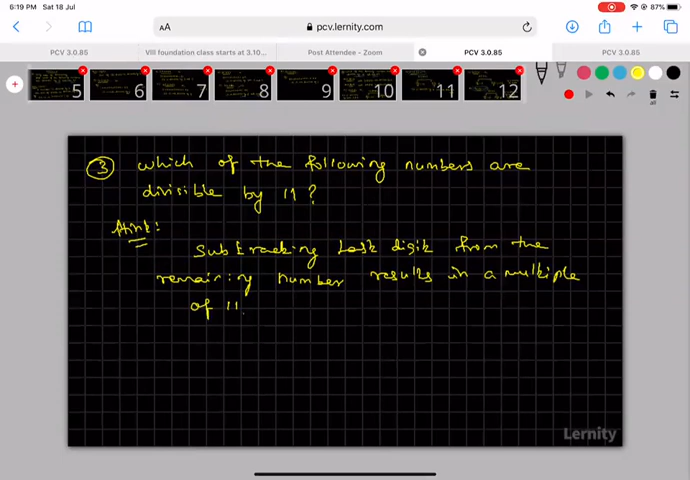 6:19 PM Sat 18 Jul
87%
AA
pcv.lernity.com
PCV 3.0.85
VIII foundation class starts at 3.10...
Post Attendee - Zoom
PCV 3.0.85
PCV 3.0.85
5
6
7
8
9
10
11
12
all
3 which of the following numbers are
divisible by 11?
Hint:
Subtracting last digit from the
remaining number results in a multiple
of 11.
Lernity